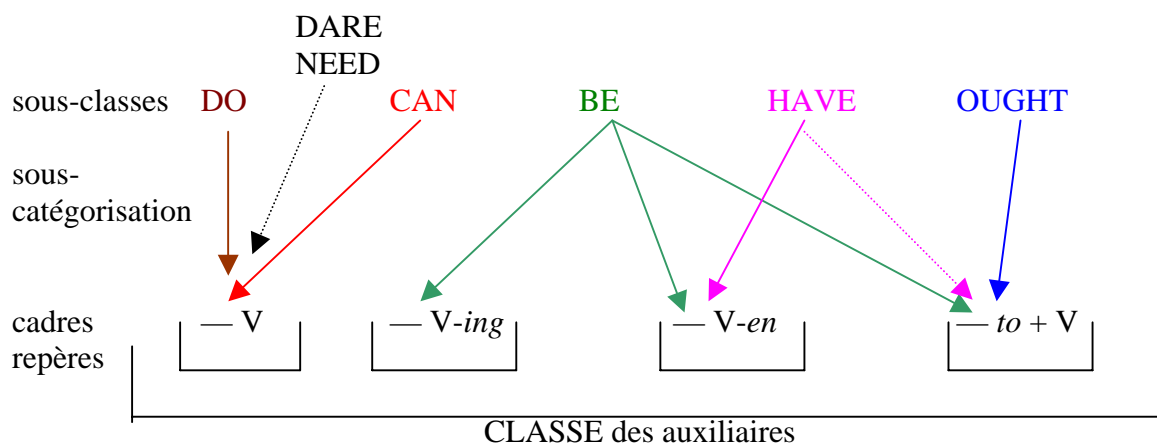 DARE
NEED
sous-classes DO CAN BE HAVE OUGHT
sous-
catégorisation
cadres — V — V-ing — V-en — to + V
repères
CLASSE des auxiliaires